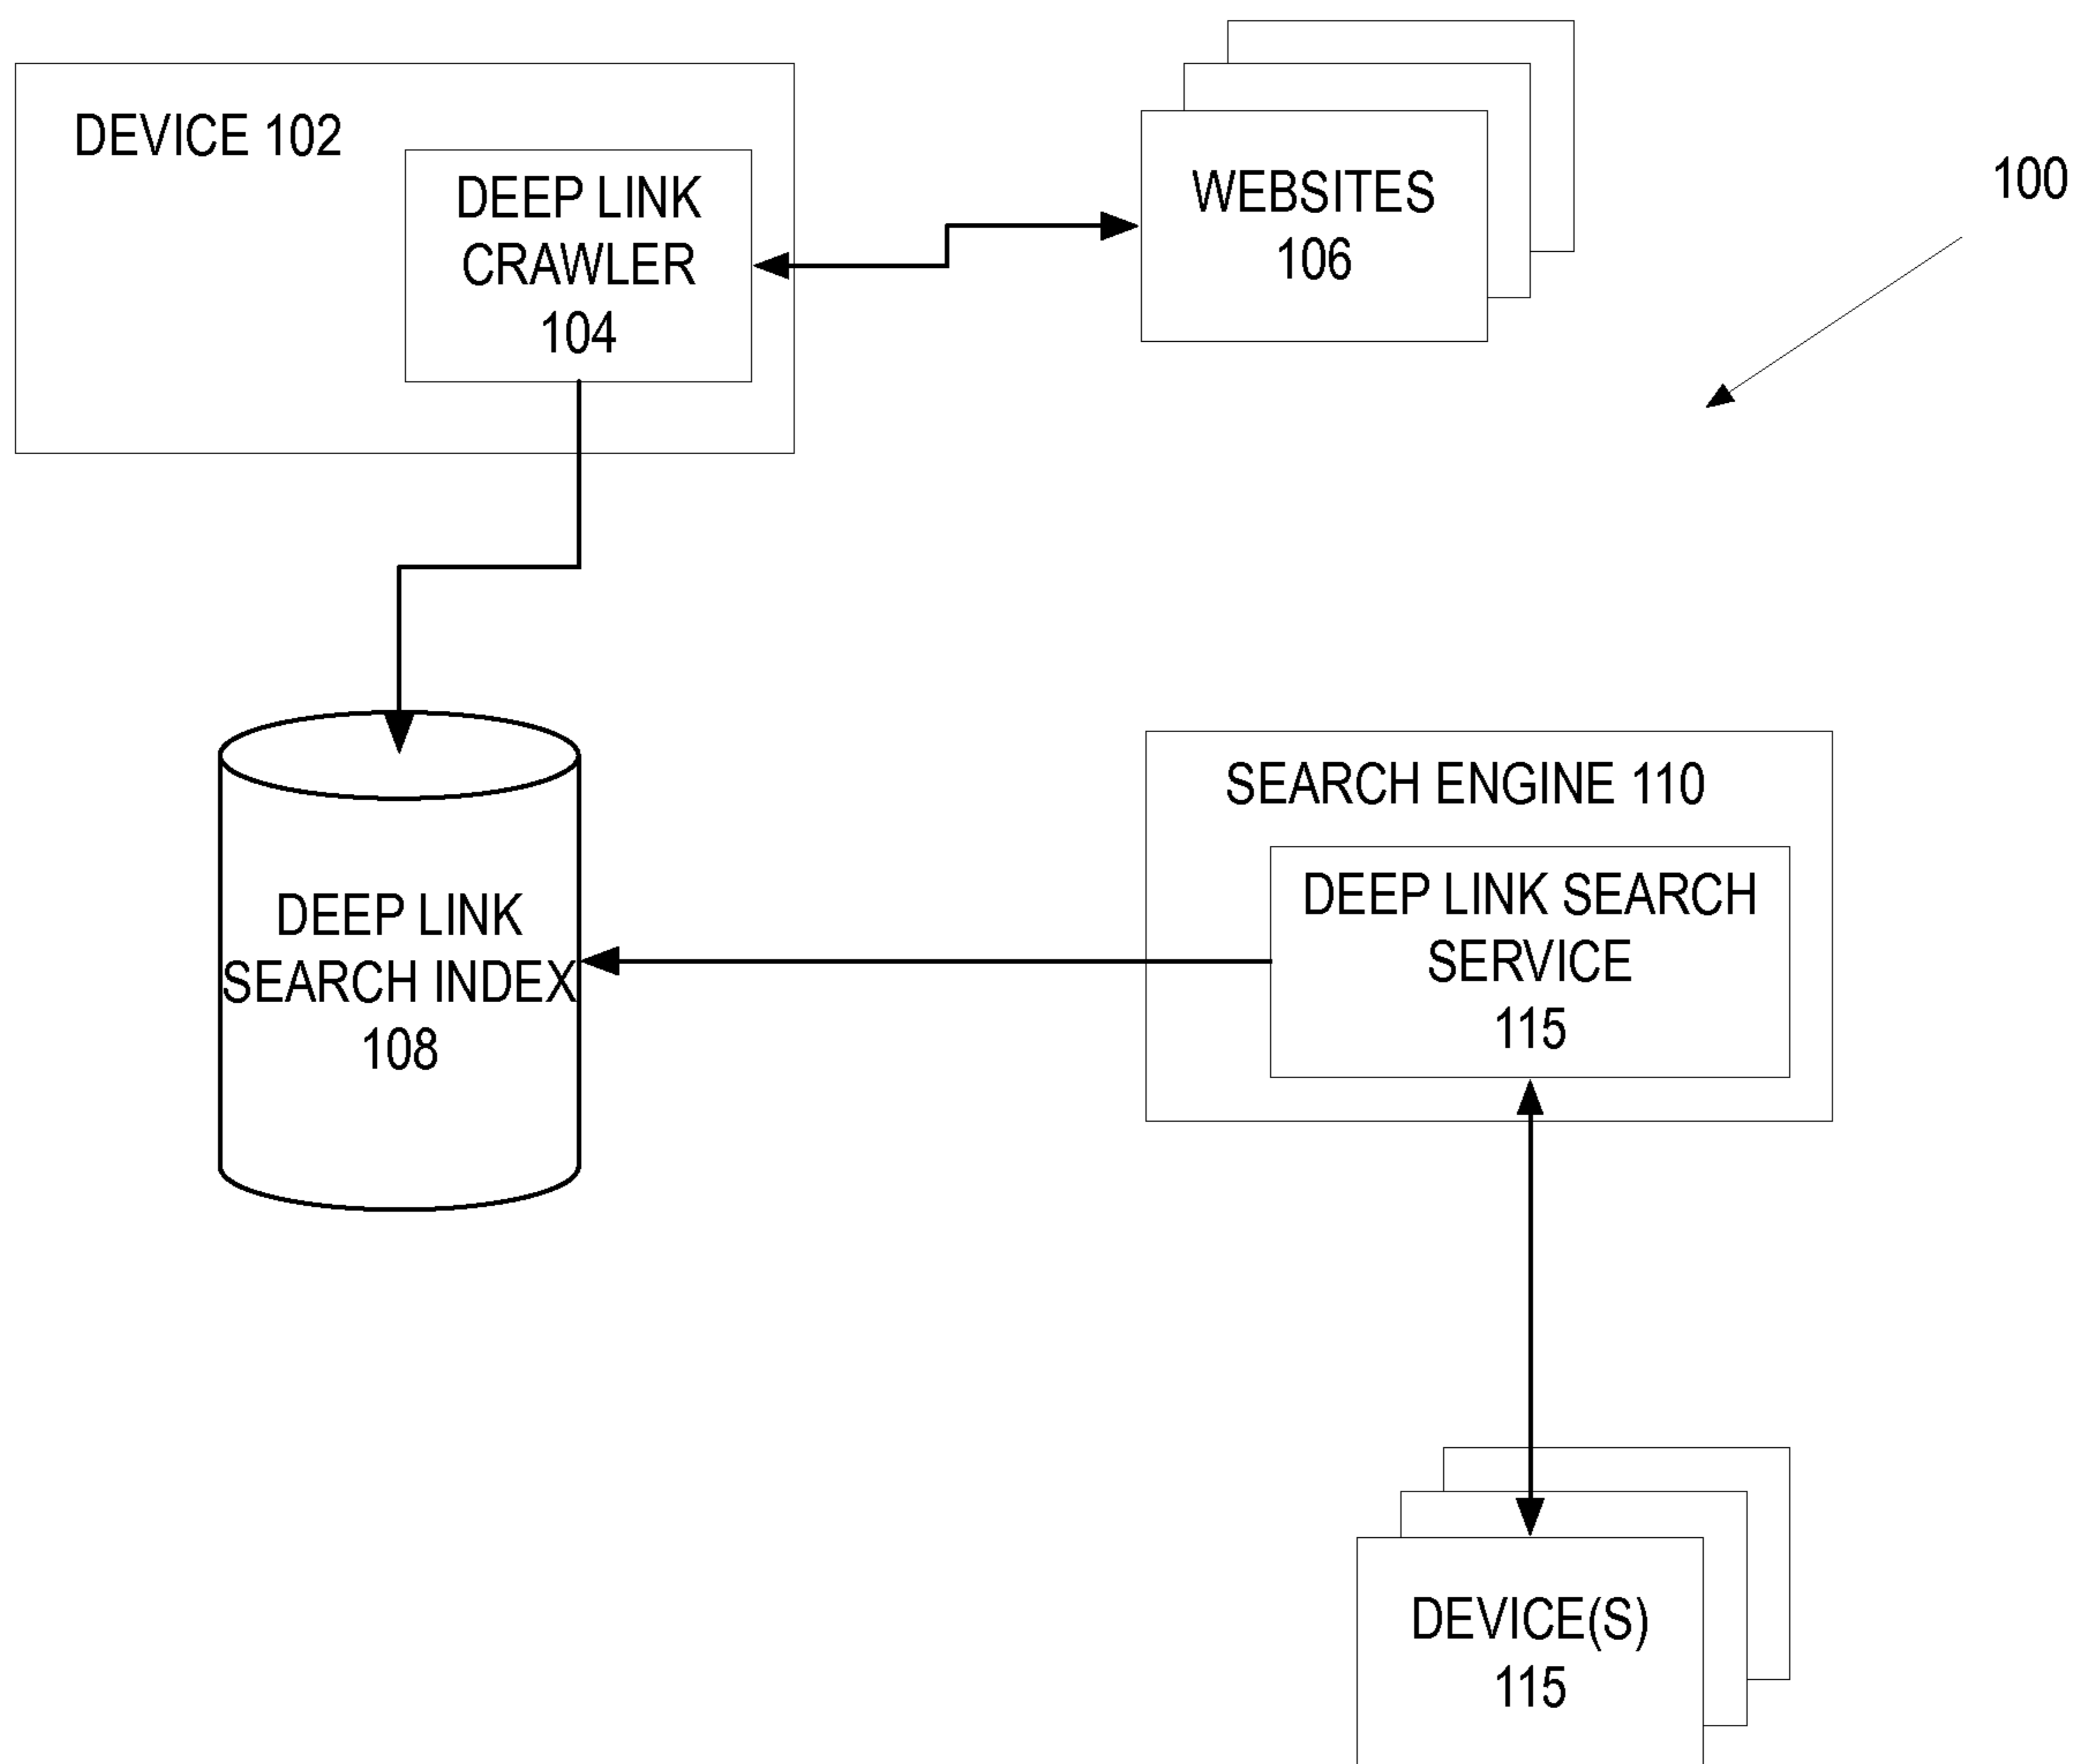 DEVICE 102
DEEP LINK
CRAWLER
104
WEBSITES
106
100
DEEP LINK
SEARCH INDEX
108
SEARCH ENGINE 110
DEEP LINK SEARCH
SERVICE
115
DEVICE(S)
115